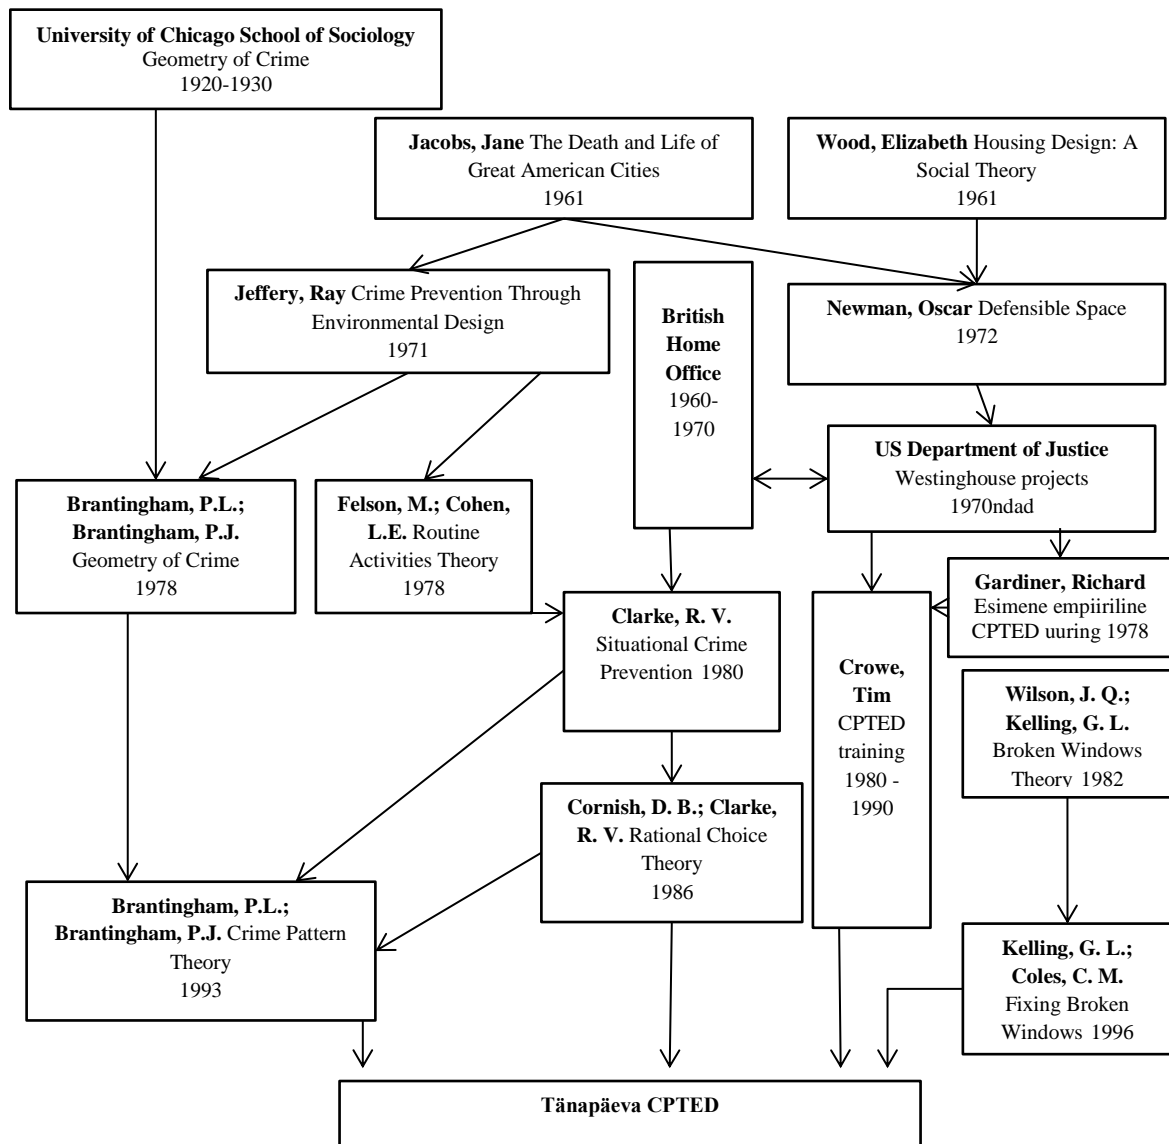 University of Chicago School of Sociology
Geometry of Crime
1920-1930
Jacobs, Jane The Death and Life of
Great American Cities
1961
Wood, Elizabeth Housing Design: A
Social Theory
1961
Jeffery, Ray Crime Prevention Through
Environmental Design
1971
British
Home
Office
1960-
1970
Newman, Oscar Defensible Space
1972
US Department of Justice
Westinghouse projects
1970ndad
Brantingham, P.L.;
Brantingham, P.J.
Geometry of Crime
1978
Felson, M.; Cohen,
L.E. Routine
Activities Theory
1978
Gardiner, Richard
Esimene empiiriline
CPTED uuring 1978
Clarke, R. V.
Situational Crime
Prevention 1980
Crowe,
Tim
CPTED
training
1980 -
1990
Wilson, J. Q.;
Kelling, G. L.
Broken Windows
Theory 1982
Cornish, D. B.; Clarke,
R. V. Rational Choice
Theory
1986
Brantingham, P.L.;
Brantingham, P.J. Crime Pattern
Theory
1993
Kelling, G. L.;
Coles, C. M.
Fixing Broken
Windows 1996
Tänapäeva CPTED